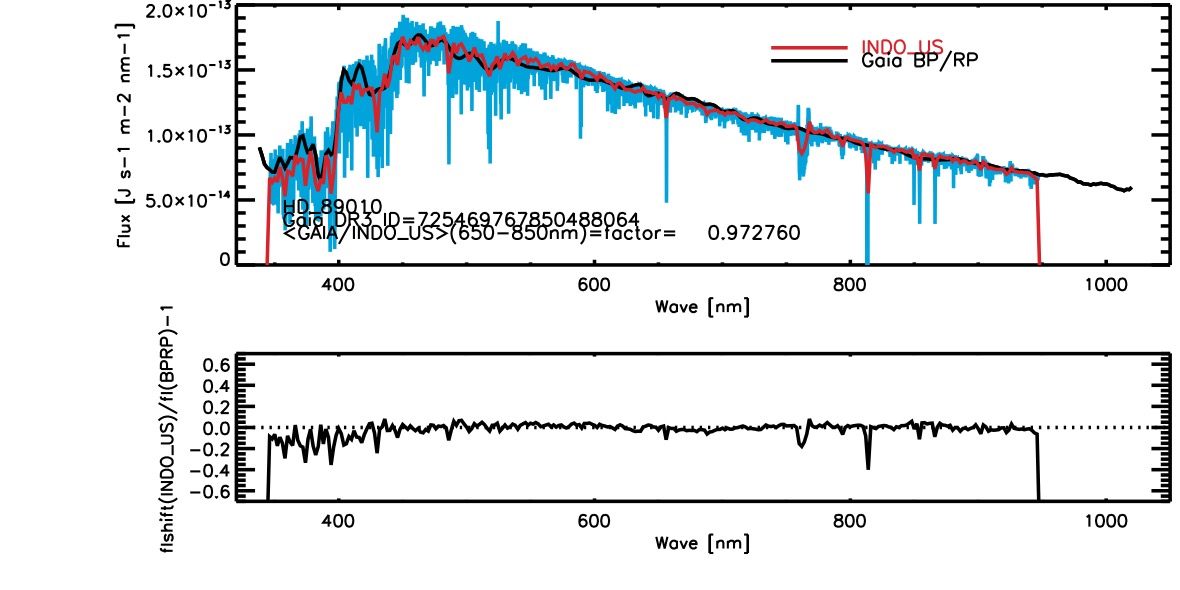 2.0×10−13
1.5×10−13
1.0×10−13
5.0×10−14
0
Flux [J s−1 m−2 nm−1]
INDO_US
Gaia BP/RP
HD_89010
Gaia DR3 ID=725469767850488064
<GAIA/INDO_US>(650−850nm)=factor= 0.972760
400 600 800 1000
Wave [nm]
flshift(INDO_US)/fl(BPRP)−1
0.6
0.4
0.2
0.0
−0.2
−0.4
−0.6
400 600 800 1000
Wave [nm]